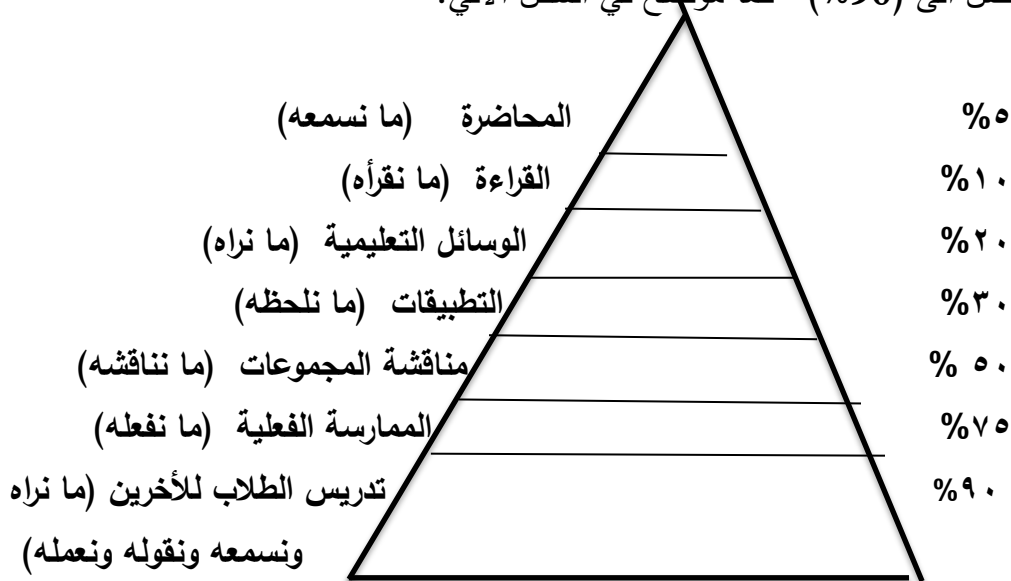 المحاضرة (ما نسمعه) %٥
القراءة (ما نقرأه) %١٠
الوسائل التعليمية (ما نراه) %٢٠
التطبيقات (ما نلحظه) %٣٠
مناقشة المجموعات (ما نناقشه) % ٥٠
الممارسة الفعلية (ما نفعله) %٧٥
تدريس الطلاب للأخرين (ما نراه %٩٠
ونسمعه ونقوله ونعمله)